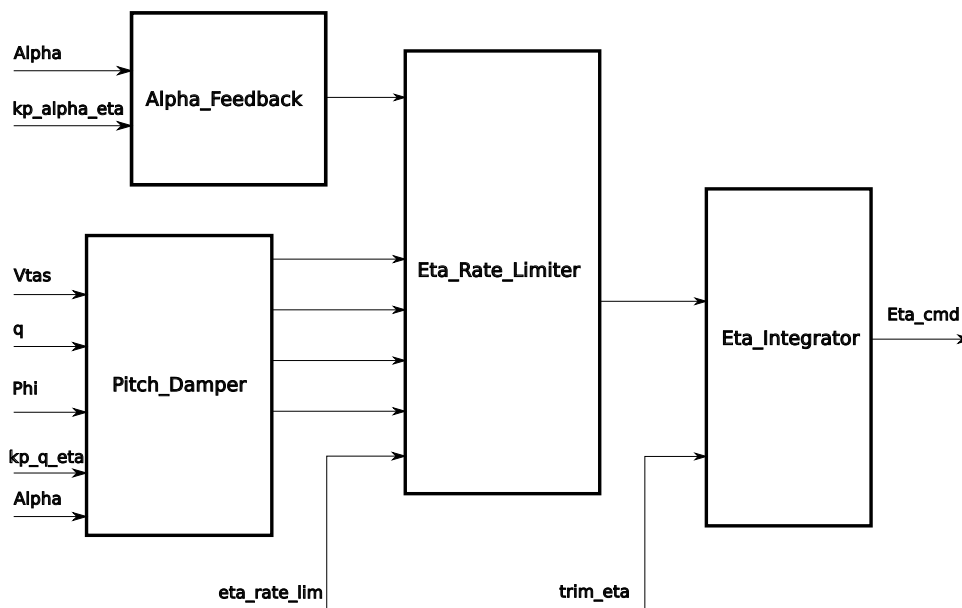 Alpha
kp_alpha_eta
Alpha_Feedback
Vtas
q
Phi
kp_q_eta
Alpha
Pitch_Damper
Eta_Rate_Limiter
eta_rate_lim
Eta_Integrator
trim_eta
Eta_cmd